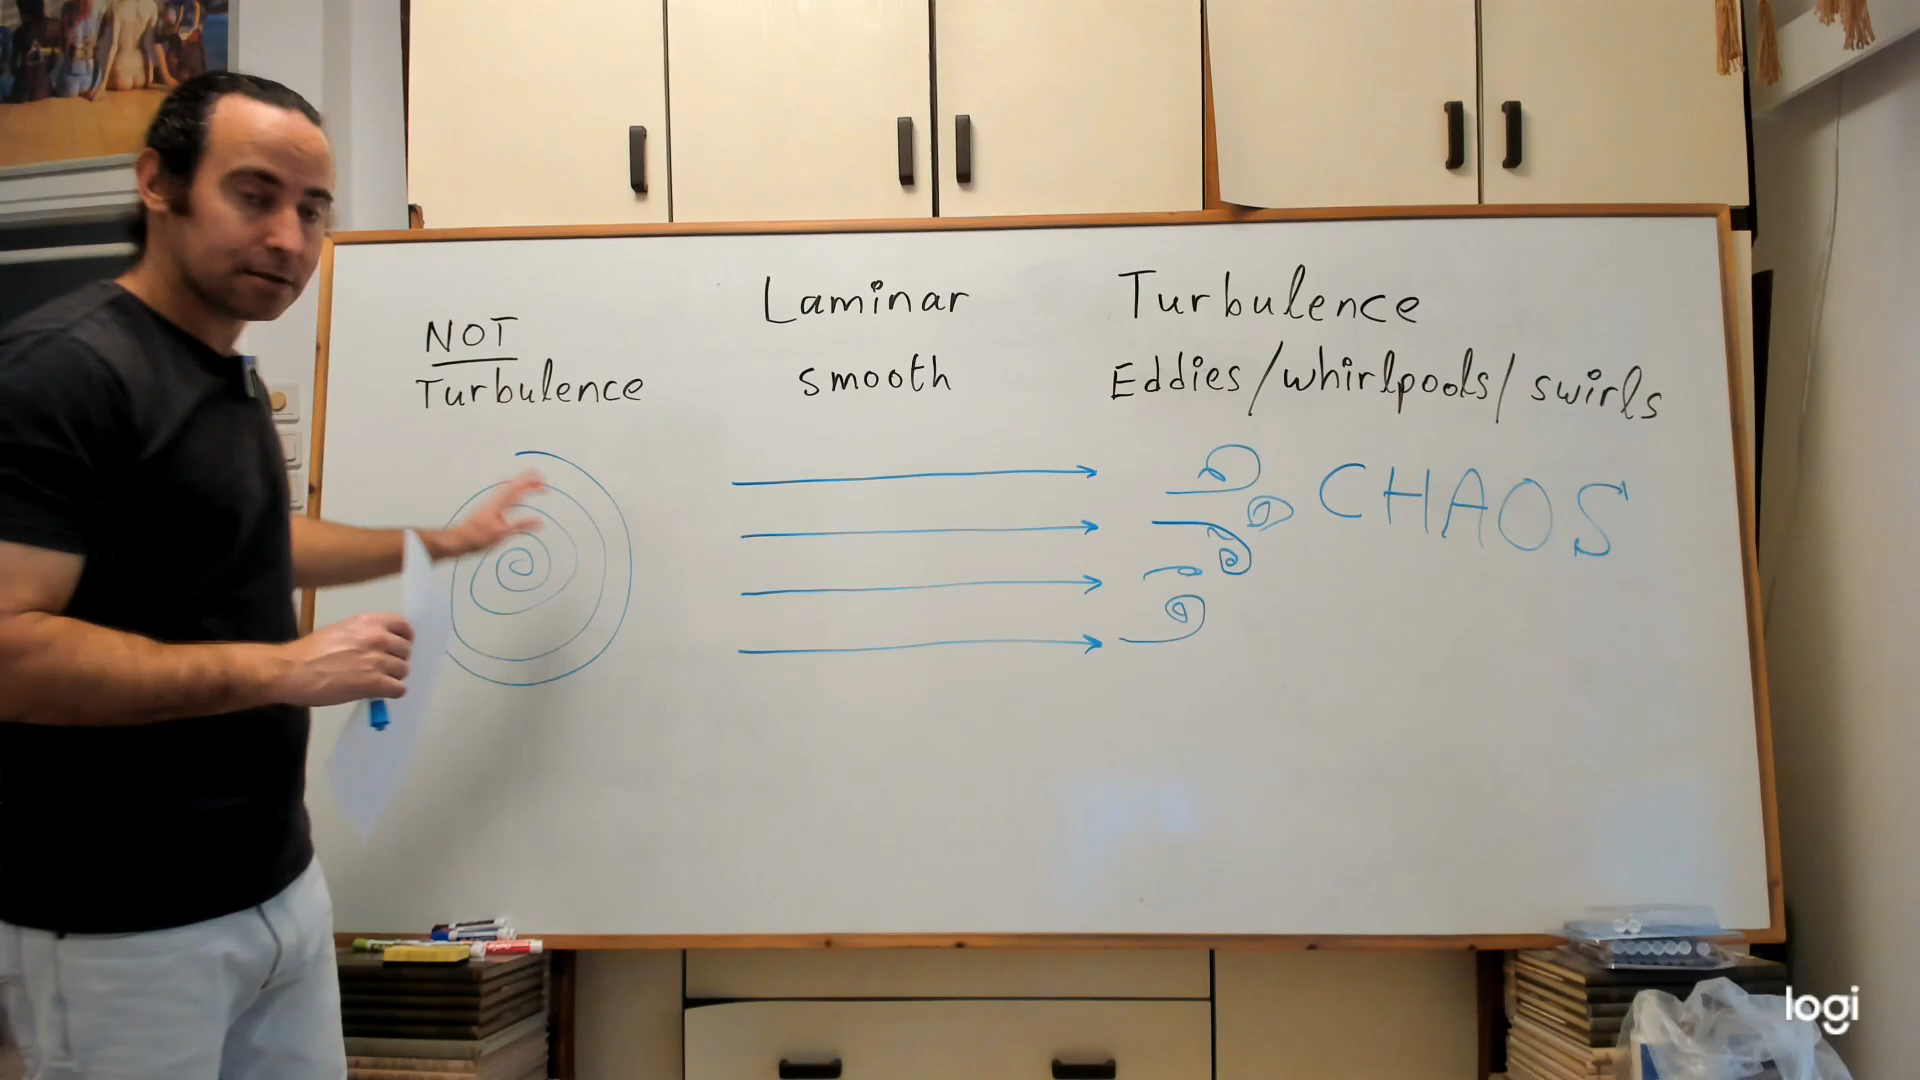 NOT
Turbulence
Laminar
smooth
Turbulence
Eddies/whirlpools/swirls
CHAOS
logi